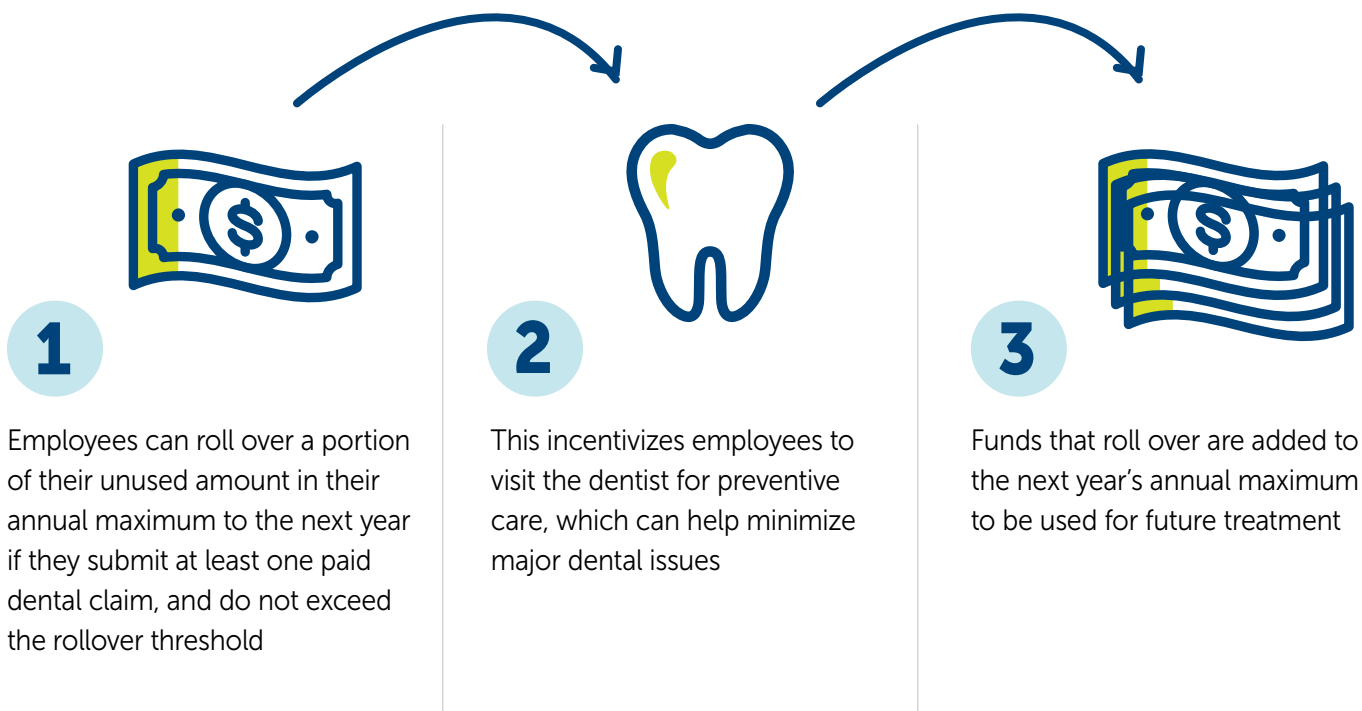 $
$
1
Employees can roll over a portion
of their unused amount in their
annual maximum to the next year
if they submit at least one paid
dental claim, and do not exceed
the rollover threshold
2
This incentivizes employees to
visit the dentist for preventive
care, which can help minimize
major dental issues
3
Funds that roll over are added to
the next year's annual maximum
to be used for future treatment